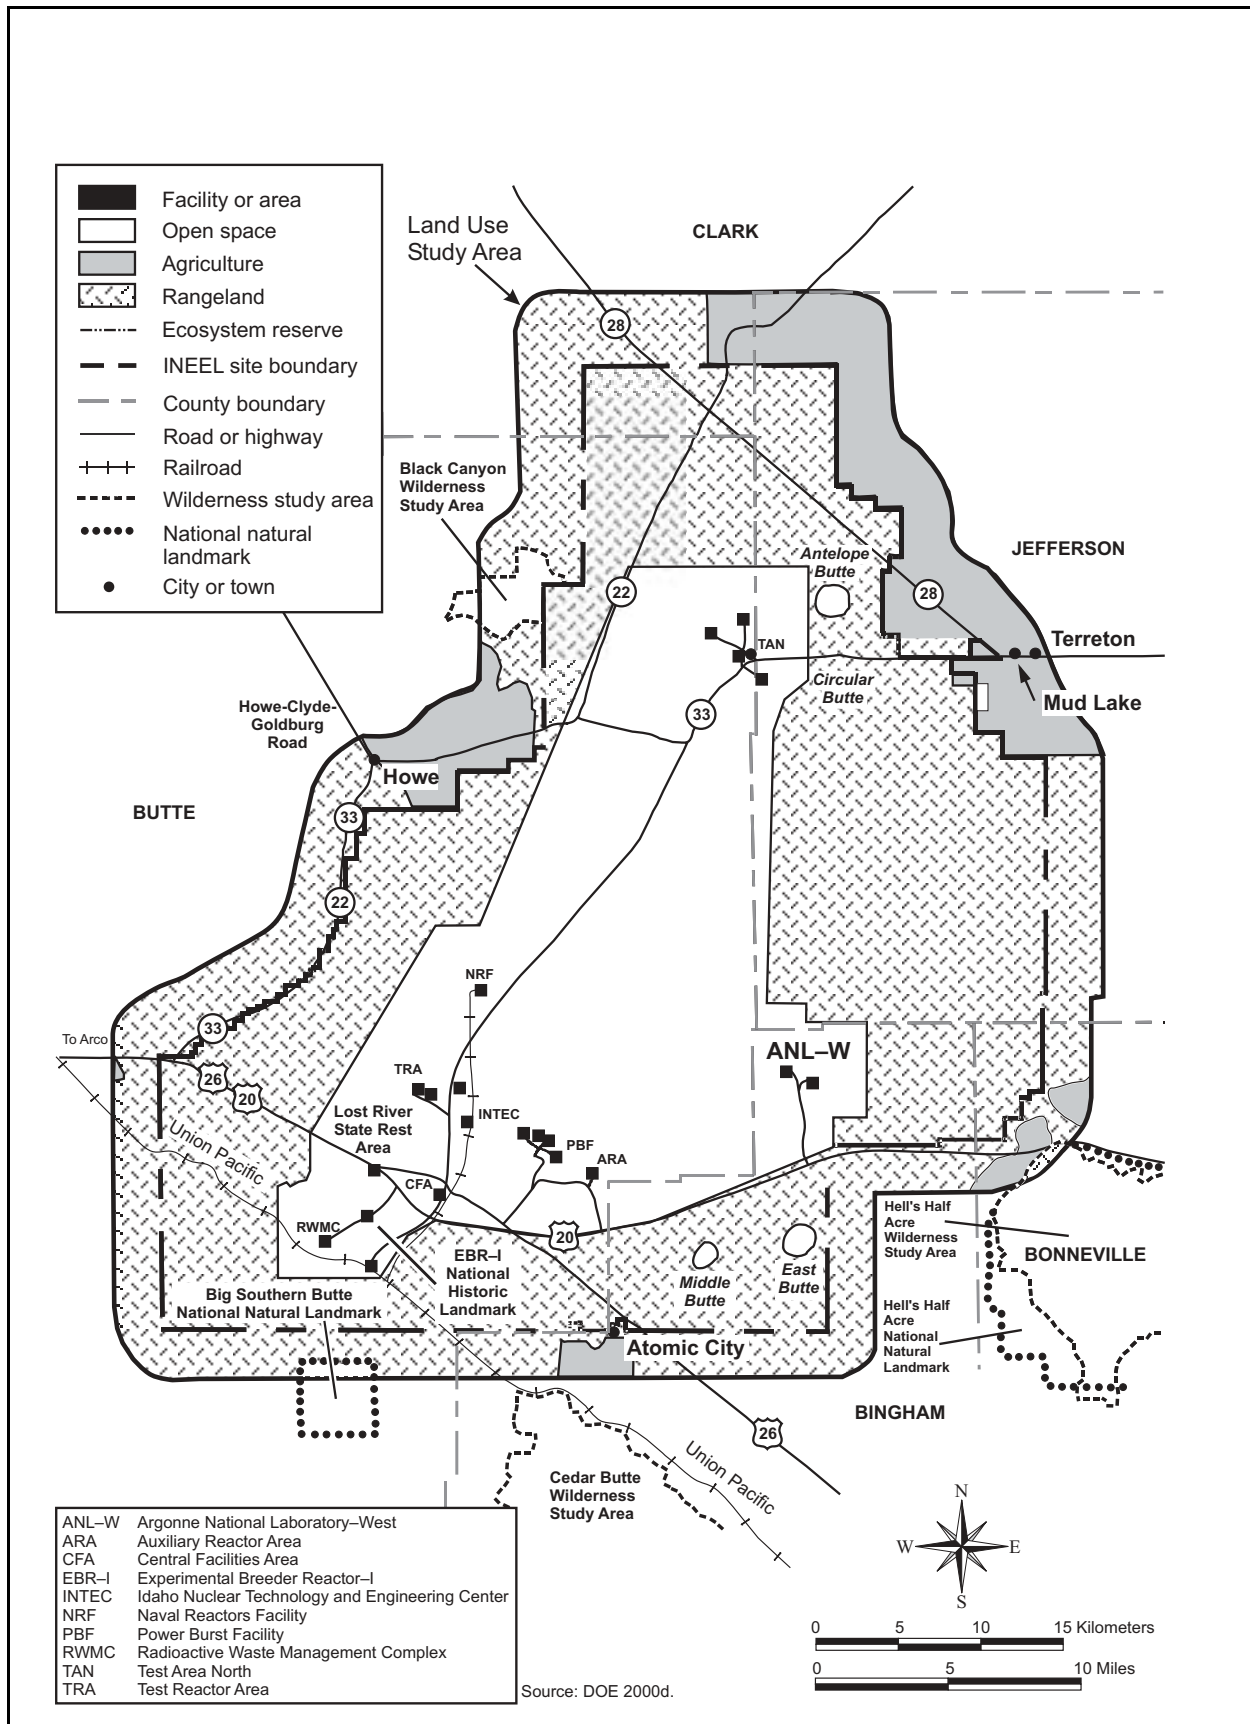 Facility or area
Open space
Agriculture
Rangeland
Ecosystem reserve
INEEL site boundary
County boundary
Road or highway
Railroad
Wilderness study area
National natural
landmark
City or town
Land Use
Study Area
CLARK
28
Black Canyon
Wilderness
Study Area
JEFFERSON
Antelope
Butte
22
28
TAN
Terreton
Circular
Butte
Mud Lake
Howe-Clyde-
Goldburg
Road
33
Howe
BUTTE
33
22
NRF
33
To Arco
26
20
ANL–W
TRA
INTEC
Lost River
State Rest
Area
PBF
ARA
Union Pacific
CFA
RWMC
20
EBR–I
National
Historic
Landmark
Hell's Half
Acre
Wilderness
Study Area
BONNEVILLE
Middle
Butte
East
Butte
Big Southern Butte
National Natural Landmark
Hell's Half
Acre
National
Natural
Landmark
Atomic City
BINGHAM
26
Union Pacific
Cedar Butte
Wilderness
Study Area
ANL–W Argonne National Laboratory–West
ARA Auxiliary Reactor Area
CFA Central Facilities Area
EBR–I Experimental Breeder Reactor–I
INTEC Idaho Nuclear Technology and Engineering Center
NRF Naval Reactors Facility
PBF Power Burst Facility
RWMC Radioactive Waste Management Complex
TAN Test Area North
TRA Test Reactor Area
Source: DOE 2000d.
N
W E
S
0 5 10 15 Kilometers
0 5 10 Miles